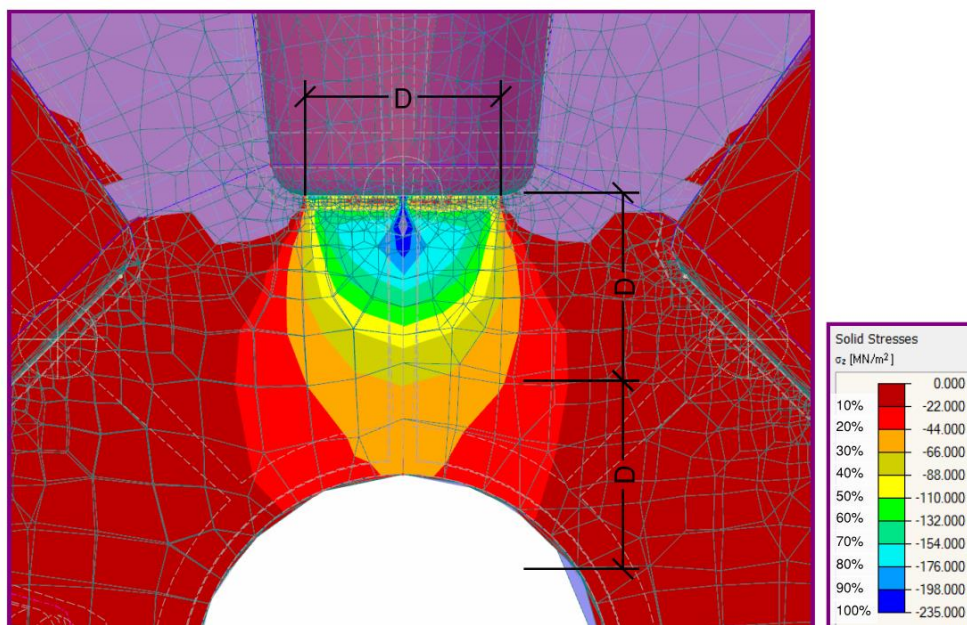 D
D
D
Solid Stresses
σz [MN/m²]
0.000
10% -22.000
20% -44.000
30% -66.000
40% -88.000
50% -110.000
60% -132.000
70% -154.000
80% -176.000
90% -198.000
100% -235.000